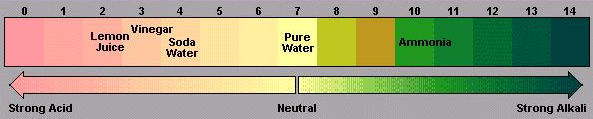 0 1 2 3 4 5 6 7 8 9 10 11 12 13 14
Lemon
Juice
Vinegar
Soda
Water
Pure
Water
Ammonia
Strong Acid Neutral Strong Alkali